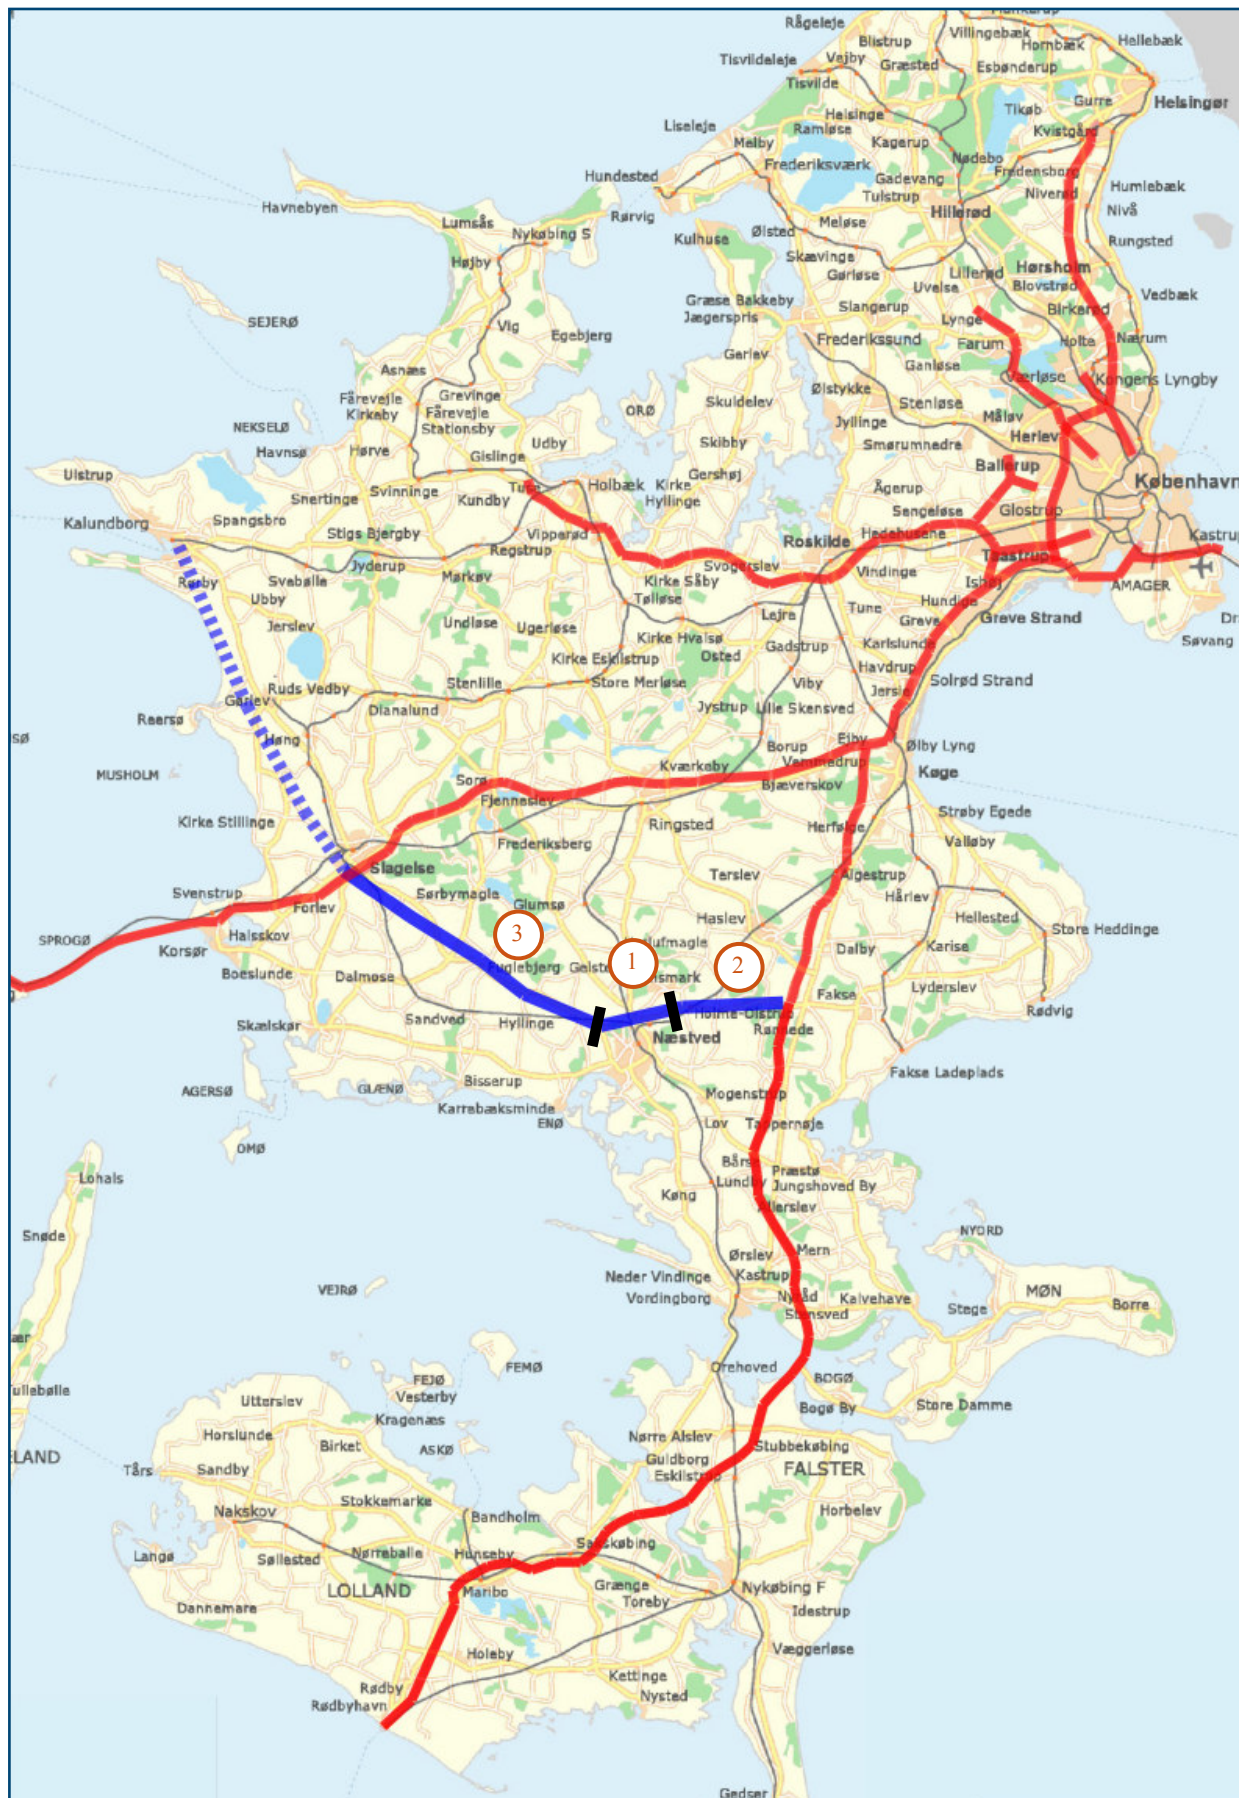 Rågeleje
Villingebæk
Hornbæk
Hellebæk
Blistrup
Tisvildeleje
Vejby
Græsted
Esbønderup
Tisvilde
Helsingør
Gurre
Tikøb
Helsinge
Liseleje
Ramløse
Kvistgård
Melby
Kagerup
Nødebo
Frederiksværk
Fredensborg
Hundested
Gadevang
Niverød
Humlebæk
Tulstrup
Havnebyen
Rørvig
Hillerød
Nivå
Lumsås
Nykøbing S
Kulhuse
Ølsted
Meløse
Rungsted
Højby
Skævinge
Gørløse
Lillerød
Hørsholm
Uvelse
Blovstrød
Vedbæk
Græse Bakkeby
Jægerspris
Slangerup
Birkerød
SEJERØ
Lynge
Vig
Egebjerg
Frederikssund
Farum
Holte
Nærum
Gerlev
Ganløse
Asnæs
Værløse
Kongens Lyngby
Ølstykke
Grevinge
Fårevejle
Kirkeby
Fårevejle
Stationsby
ORØ
Skuldelev
Stenløse
Måløv
NEKSELØ
Jyllinge
Herlev
Havnsø
Hørve
Udby
Skibby
Smørumnedre
Gislinge
Ballerup
Ulstrup
Snertinge
Svinninge
Tuse
Holbæk
Kirke
Hyllinge
Gershøj
Ågerup
København
Kundby
Sengeløse
Glostrup
Kalundborg
Spangsbro
Stigs Bjergby
Vipperød
Roskilde
Hedehusene
Kastrup
Regstrup
Taastrup
Jyderup
Svogerslev
Rørby
Svebølle
Mørkøv
Kirke Såby
Vindinge
Ishøj
AMAGER
Ubby
Tølløse
Lejre
Tune
Hundige
Greve
Greve Strand
Jerslev
Undløse
Ugerløse
Kirke Hvalsø
Gadstrup
Karlslunde
Søvang
Kirke Eskilstrup
Osted
Havdrup
Ruds Vedby
Stenlille
Store Merløse
Viby
Jersie
Solrød Strand
Gørlev
Dianalund
Jystrup
Lille Skensved
Reersø
Høng
Borup
Ejby
Ølby Lyng
Vemmedrup
MUSHOLM
Sorø
Kværkeby
Bjæverskov
Køge
Fjenneslev
Kirke Stillinge
Ringsted
Herfølge
Strøby Egede
Frederiksberg
Valløby
Slagelse
Terslev
Algestrup
Svenstrup
Sørbymagle
Glumsø
Hårlev
Forlev
Haslev
Hellested
SPROGØ
Korsør
Halsskov
3
Store Heddinge
1
2
Dalby
Karise
Boeslunde
Dalmose
Fuglebjerg
Lyderslev
Fakse
Sandved
Hyllinge
Holme-Olstrup
Rødvig
Skælskør
Næstved
Rønnede
AGERSØ
GLÆNØ
Bisserup
Fakse Ladeplads
Karrebæksminde
Mogenstrup
ENØ
Lov
Tappernøje
OMØ
Lohals
Præstø
Lundby
Jungshoved By
Køng
Allerslev
Snøde
NYORD
Ørslev
Mern
Neder Vindinge
Kastrup
VEJRØ
Vordingborg
Nyråd
Kalvehave
MØN
Stege
Borre
Stensved
FEMØ
Orehoved
FEJØ
BOGØ
Vesterby
Utterslev
Bogø By
Store Damme
Kragenæs
Horslunde
Birket
ASKØ
Nørre Alslev
Stubbekøbing
Tårs
Sandby
Guldborg
FALSTER
Eskilstrup
Stokkemarke
Nakskov
Bandholm
Horbelev
Langø
Nørreballe
Sakskøbing
Søllested
Hunseby
LOLLAND
Maribo
Grænge
Nykøbing F
Toreby
Dannemare
Idestrup
Holeby
Væggerløse
Rødby
Kettinge
Rødbyhavn
Nysted
Gedser